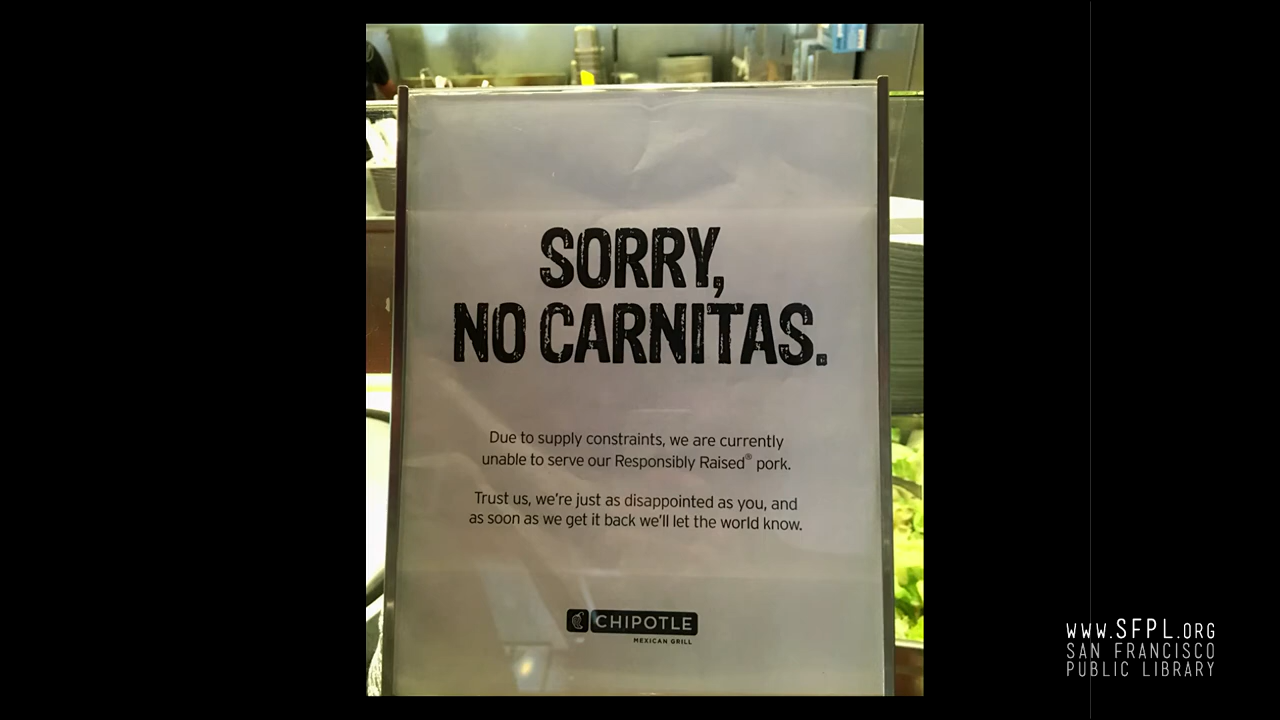 SORRY,
NO CARNITAS.
Due to supply constraints, we are currently
unable to serve our Responsibly Raised® pork.
Trust us, we're just as disappointed as you, and
as soon as we get it back we'll let the world know.
CHIPOTLE
MEXICAN GRILL
www.SFPL.ORG
SAN FRANCISCO
PUBLIC LIBRARY